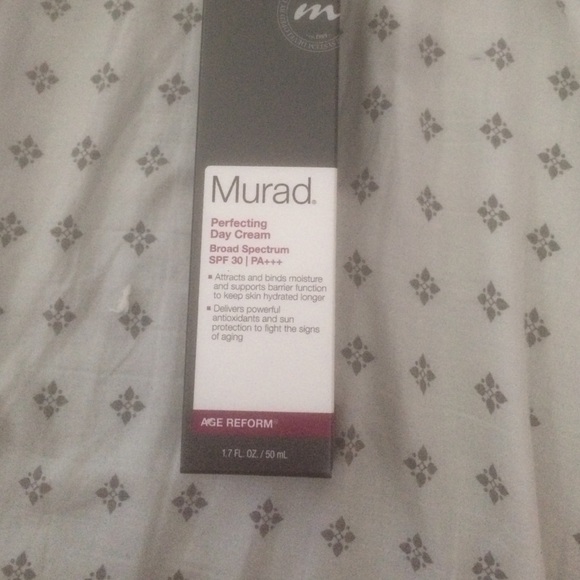 m
Murad.
Perfecting
Day Cream
Broad Spectrum
SPF 30 | PA+++
▪ Attracts and binds moisture
and supports barrier function
to keep skin hydrated longer
▪ Delivers powerful
antioxidants and sun
protection to fight the signs
of aging
AGE REFORM®
1.7 FL. OZ. / 50 mL